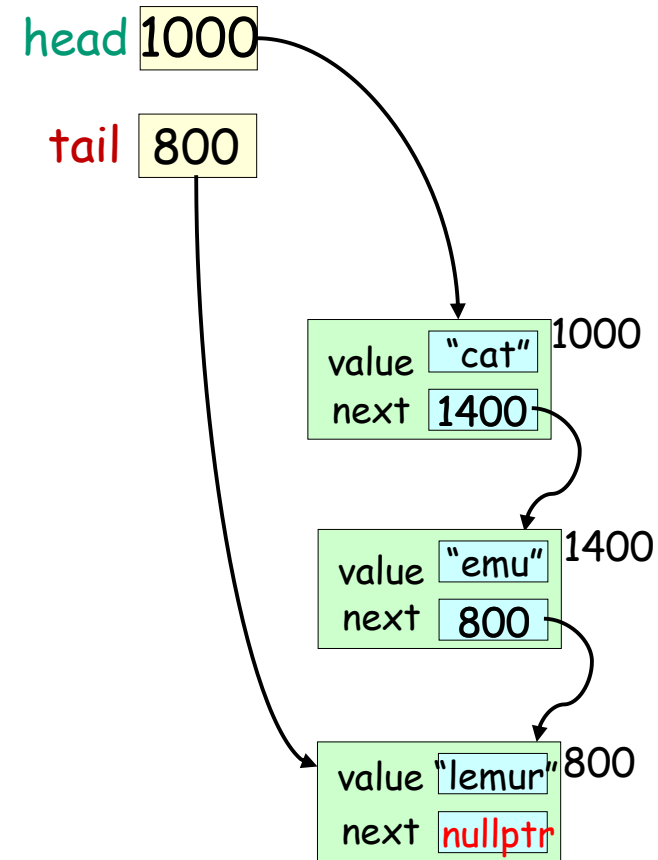 head 1000
tail 800
1000
value “cat”
next 1400
1400
value “emu”
next 800
800
value “lemur”
next nullptr